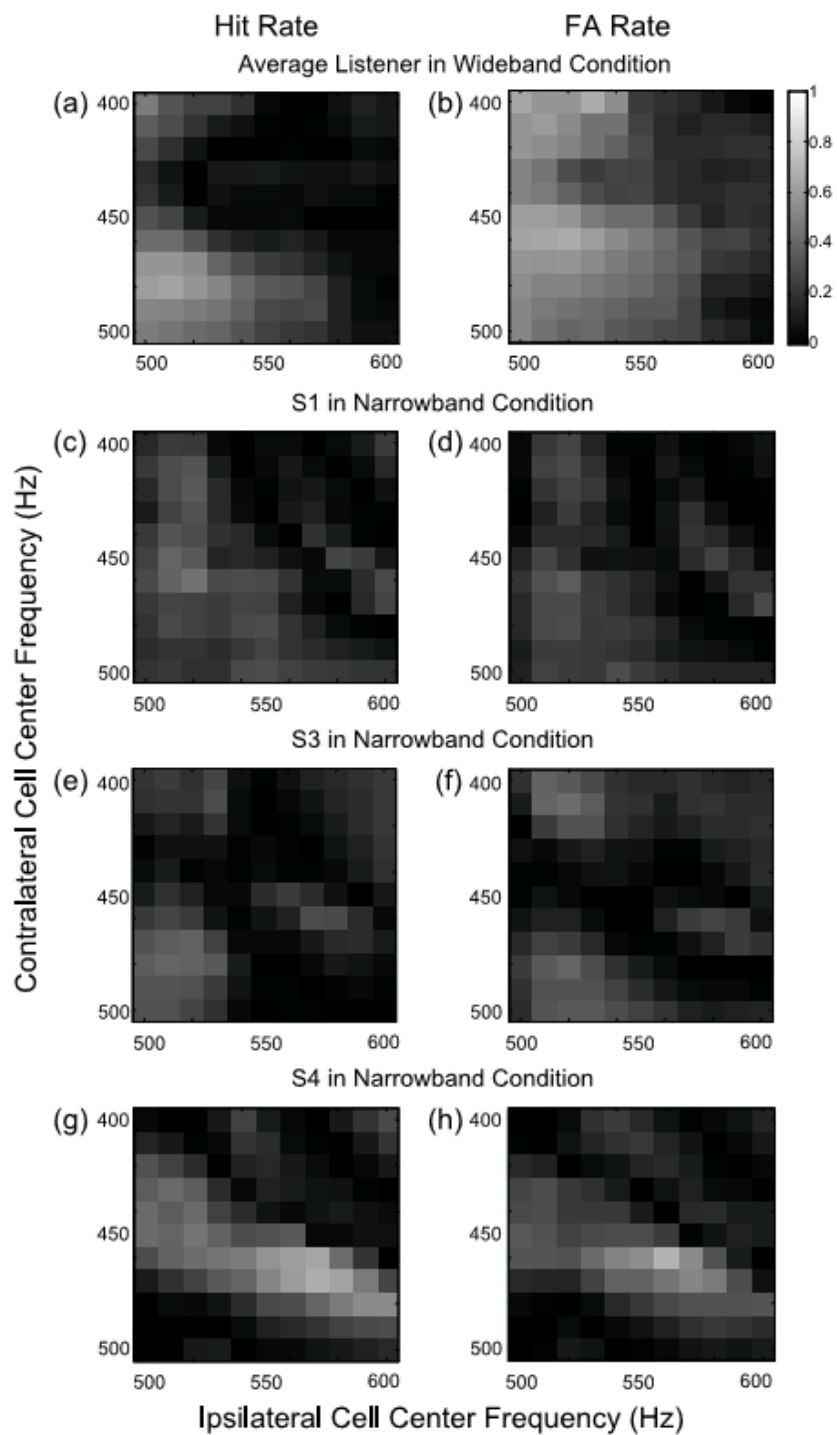 Hit Rate FA Rate
Average Listener in Wideband Condition
(a) (b)
400
450
500
500 550 600
500 550 600
1
0.8
0.6
0.4
0.2
0
S1 in Narrowband Condition
(c) (d)
400
450
500
400
450
500
500 550 600
500 550 600
S3 in Narrowband Condition
(e) (f)
400
450
500
400
450
500
500 550 600
500 550 600
S4 in Narrowband Condition
(g) (h)
400
450
500
400
450
500
500 550 600
500 550 600
Contralateral Cell Center Frequency (Hz)
Ipsilateral Cell Center Frequency (Hz)
400
450
500